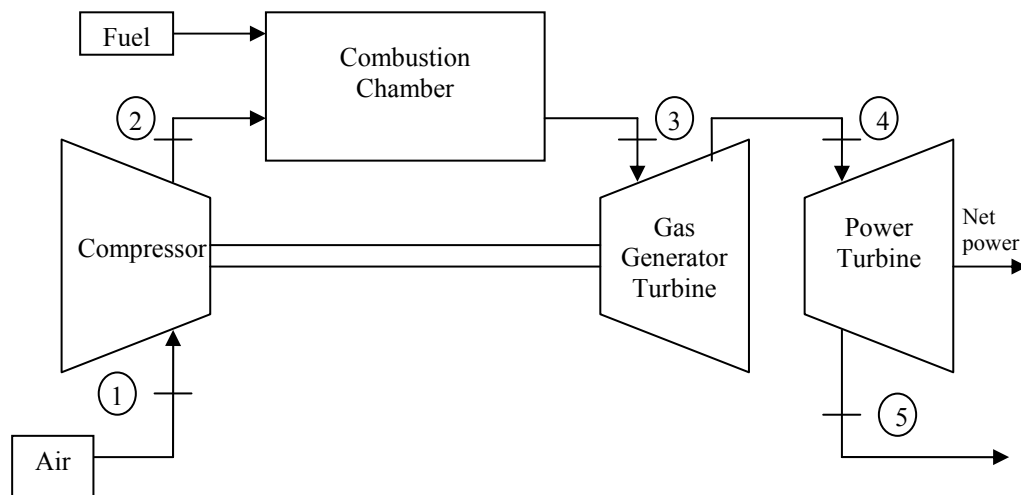 Fuel
Combustion
Chamber
2
3
4
Compressor
Gas
Generator
Turbine
Power
Turbine
Net
power
1
5
Air